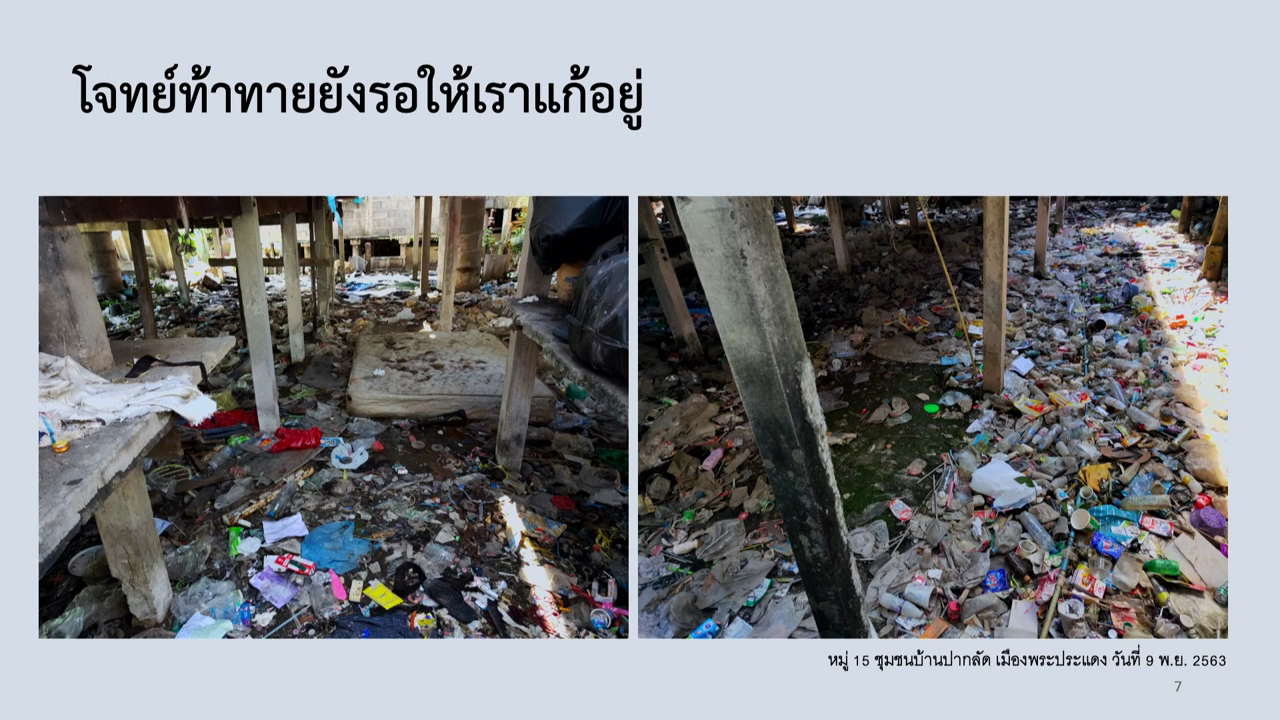 โจทย์ท้าทายยังรอให้เราแก้อยู่
หมู่ 15 ชุมชนบ้านปากลัด เมืองพระประแดง วันที่ 9 พ.ย. 2563
7